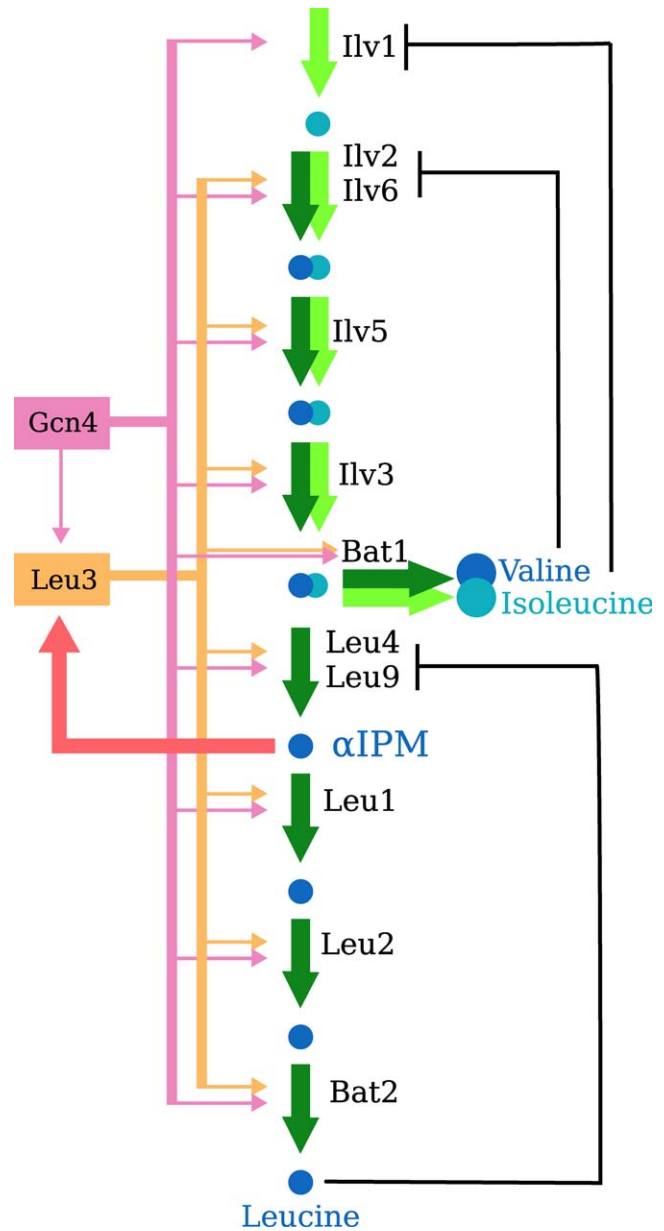 Ilv1
Ilv2
Ilv6
Ilv5
Gcn4
Ilv3
Bat1
Leu3
Valine
Isoleucine
Leu4
Leu9
αIPM
Leu1
Leu2
Bat2
Leucine